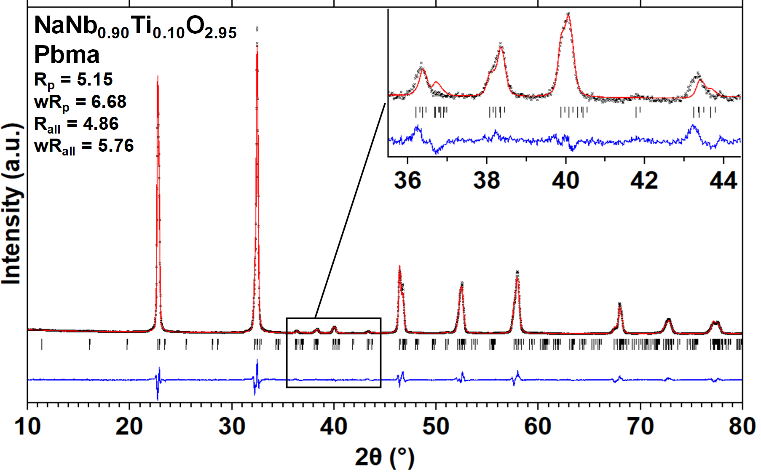 NaNb0.90Ti0.10O2.95
Pbma
Rp = 5.15
wRp = 6.68
Rall = 4.86
wRall = 5.76
36 38 40 42 44
Intensity (a.u.)
10 20 30 40 50 60 70 80
2θ (°)